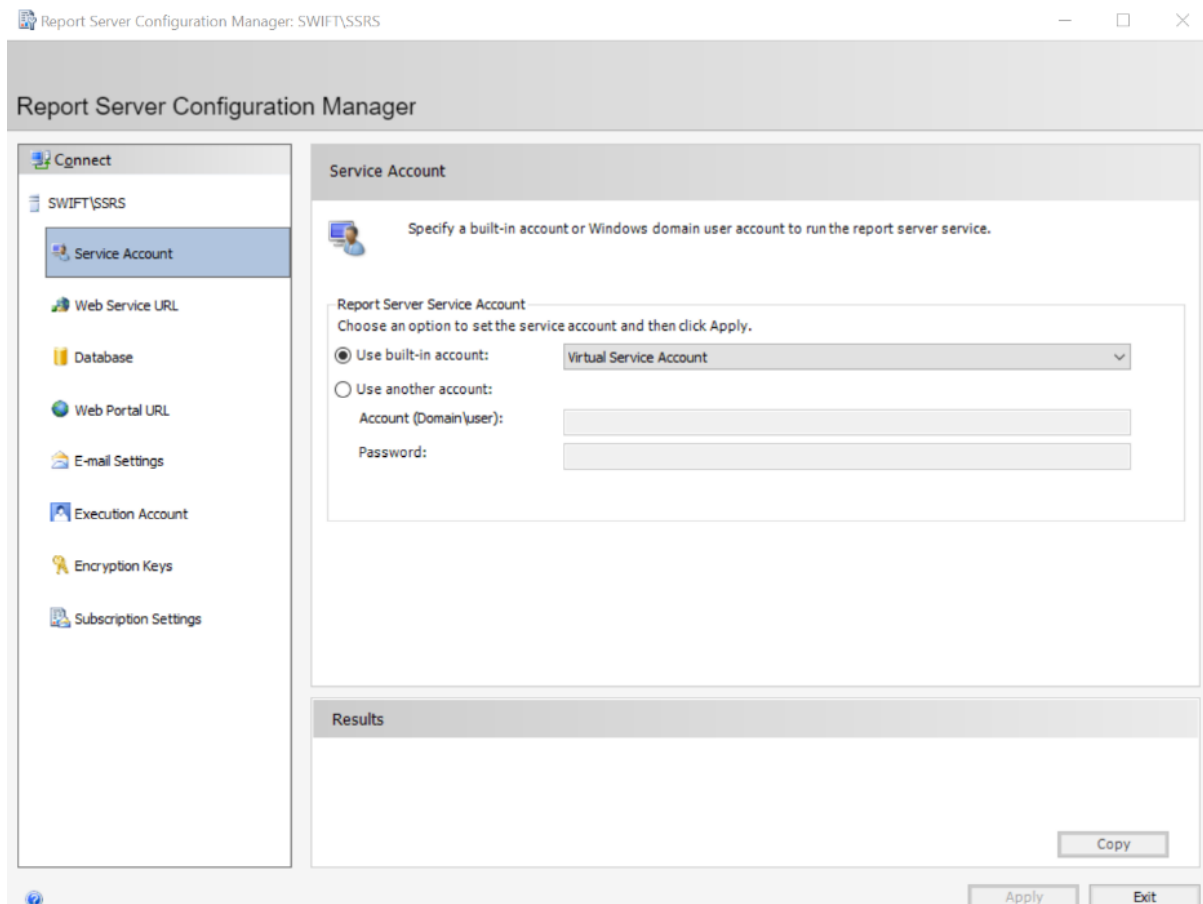 Report Server Configuration Manager: SWIFT\SSRS
Report Server Configuration Manager
Connect
SWIFT\SSRS
Service Account
Web Service URL
Database
Web Portal URL
E-mail Settings
Execution Account
Encryption Keys
Subscription Settings
Service Account
Specify a built-in account or Windows domain user account to run the report server service.
Report Server Service Account
Choose an option to set the service account and then click Apply.
Use built-in account:
Virtual Service Account
Use another account:
Account (Domain\user):
Password:
Results
Copy
Apply
Exit